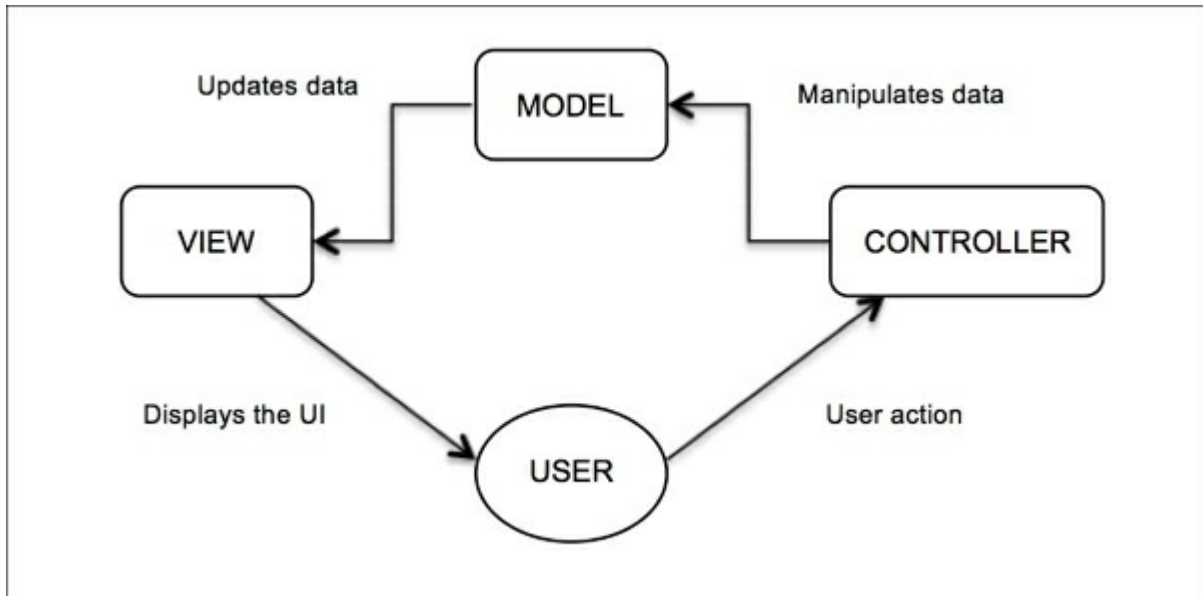 Updates data
MODEL
Manipulates data
VIEW
CONTROLLER
Displays the UI
User action
USER